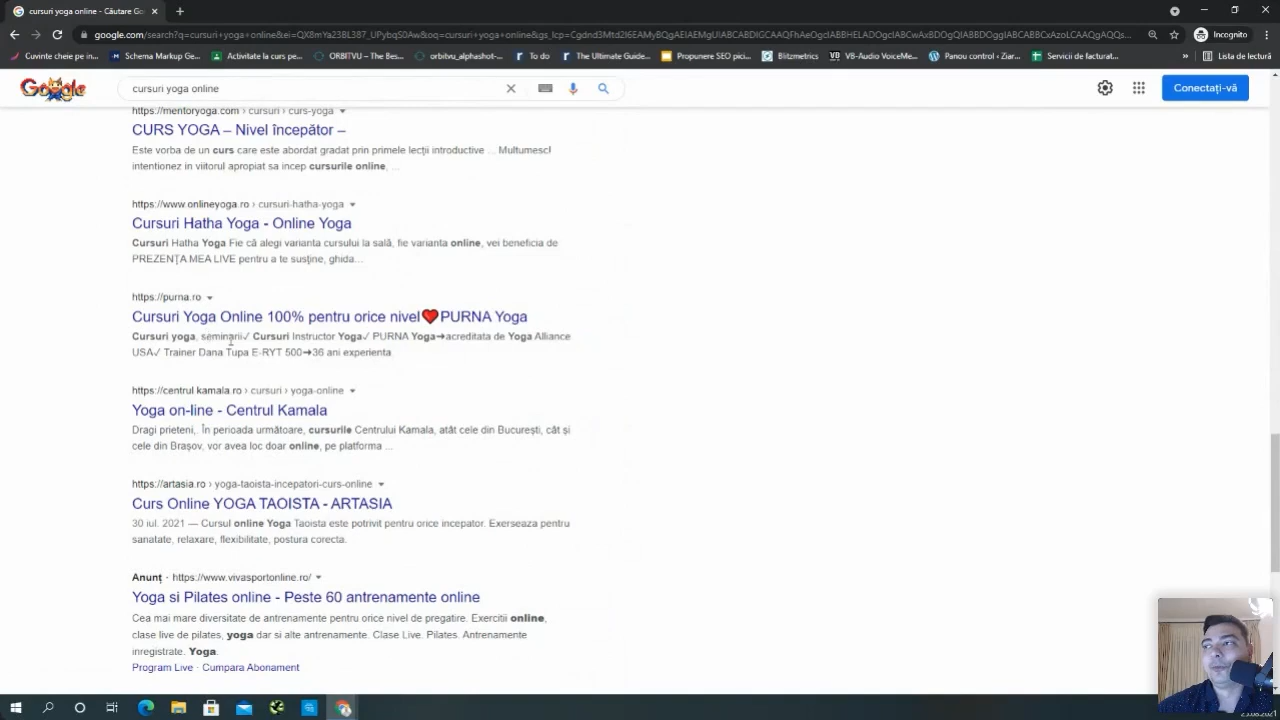 cursuri yoga online - Căutare Goo
google.com/search?q=cursuri+yoga+online&ei=
Incognito
Cuvinte cheie pe in...
Schema Markup Ge...
Activitate la curs pe...
ORBITVU — The Bes...
orbitvu_alphashot-...
To do
The Ultimate Guide...
Propunere SEO pici...
Blitzmetrics
VB-Audio VoiceMe...
Panou control • Ziar...
Servicii de facturat...
»
Lista de lectură
Google
cursuri yoga online
Conectați-vă
https://mentoryoga.com › cursuri › curs-yoga
CURS YOGA – Nivel începător –
Este vorba de un curs care este abordat gradat prin primele lecții introductive ... Multumesc!
intentionez in viitorul apropiat sa incep cursurile online, ...
https://www.onlineyoga.ro › cursuri-hatha-yoga
Cursuri Hatha Yoga - Online Yoga
Cursuri Hatha Yoga Fie că alegi varianta cursului la sală, fie varianta online, vei beneficia de
PREZENȚA MEA LIVE pentru a te susține, ghida...
https://purna.ro
Cursuri Yoga Online 100% pentru orice nivel❤️PURNA Yoga
Cursuri yoga, seminarii✓ Cursuri Instructor Yoga✓ PURNA Yoga➜acreditata de Yoga Alliance
USA✓ Trainer Dana Tupa E-RYT 500➜36 ani experienta
https://centrul kamala.ro › cursuri › yoga-online
Yoga on-line - Centrul Kamala
Dragi prieteni, În perioada următoare, cursurile Centrului Kamala, atât cele din București, cât și
cele din Brașov, vor avea loc doar online, pe platforma ...
https://artasia.ro › yoga-taoista-incepatori-curs-online
Curs Online YOGA TAOISTA - ARTASIA
30 iul. 2021 — Cursul online Yoga Taoista este potrivit pentru orice incepator. Exerseaza pentru
sanatate, relaxare, flexibilitate, postura corecta.
Anunț · https://www.vivasportonline.ro/
Yoga si Pilates online - Peste 60 antrenamente online
Cea mai mare diversitate de antrenamente pentru orice nivel de pregatire. Exercitii online,
clase live de pilates, yoga dar si alte antrenamente. Clase Live. Pilates. Antrenamente
inregistrate. Yoga.
Program Live · Cumpara Abonament